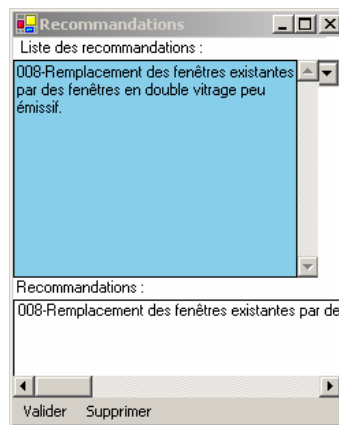 Recommandations
Liste des recommandations :
008-Remplacement des fenêtres existantes
par des fenêtres en double vitrage peu
émissif.
Recommandations :
008-Remplacement des fenêtres existantes par de
Valider Supprimer